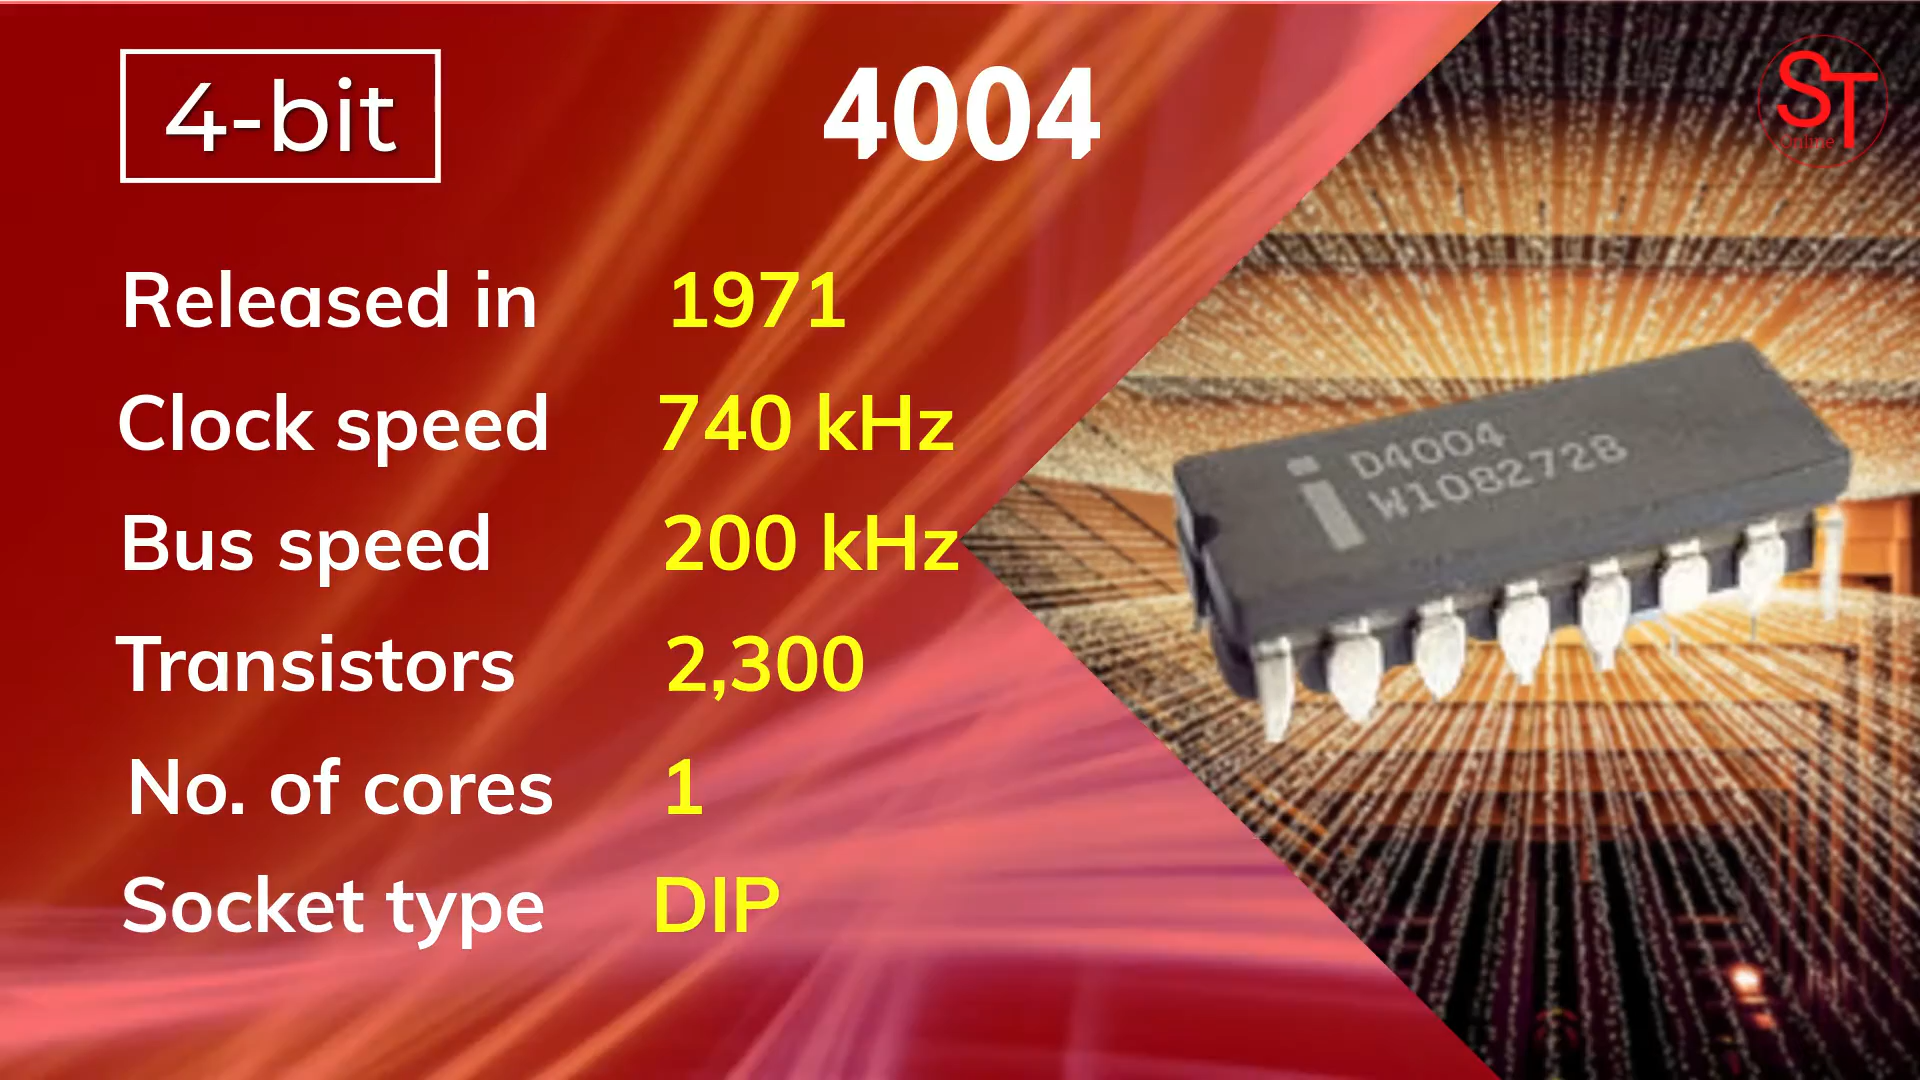 4-bit
4004
Released in 1971
Clock speed 740 kHz
Bus speed 200 kHz
Transistors 2,300
No. of cores 1
Socket type DIP
ST
Online
D4004
W1082728